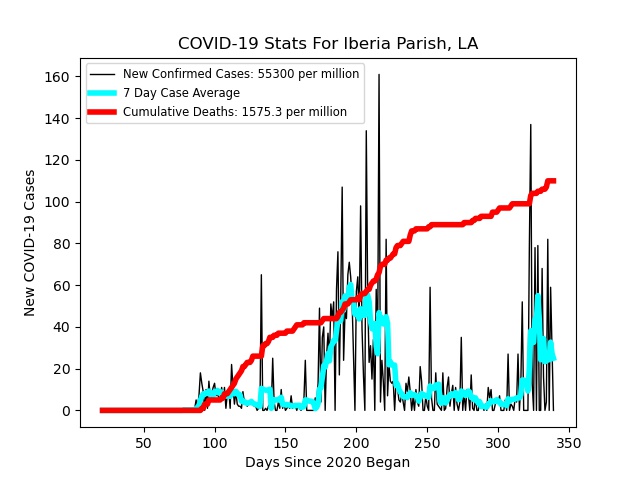 COVID-19 Stats For Iberia Parish, LA
New Confirmed Cases: 55300 per million
7 Day Case Average
Cumulative Deaths: 1575.3 per million
New COVID-19 Cases
160
140
120
100
80
60
40
20
0
50 100 150 200 250 300 350
Days Since 2020 Began